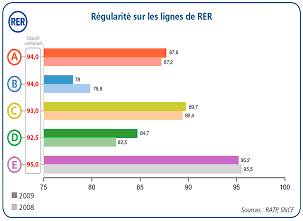 RER
Régularité sur les lignes de RER
Objectif contractuel
A 94,0 87,6
87,2
B 94,0 78
79,8
C 93,0 89,7
89,4
D 92,5 84,7
82,5
E 95,0 95,2
95,5
75 80 85 90 95 100
2009
2008
Sources : RATP, SNCF